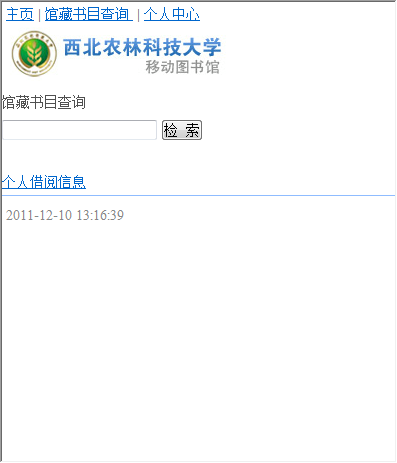 主页 | 馆藏书目查询 | 个人中心
西北农林科技大学
移动图书馆
馆藏书目查询
检 索
个人借阅信息
2011-12-10 13:16:39